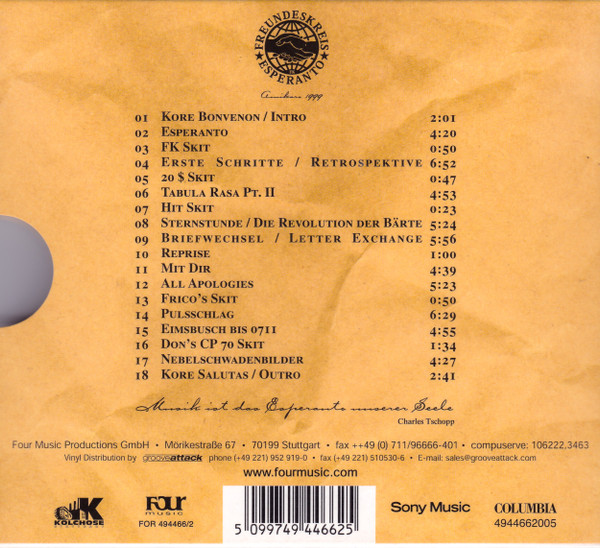 FREUNDESKREIS
ESPERANTO
Amikaro 1999
01 Kore Bonvenon / Intro 2:01
02 Esperanto 4:20
03 FK Skit 0:50
04 Erste Schritte / Retrospektive 6:52
05 20 $ Skit 0:47
06 Tabula Rasa Pt. II 4:53
07 Hit Skit 0:23
08 Sternstunde / Die Revolution der Bärte 5:24
09 Briefwechsel / Letter Exchange 5:56
10 Reprise 1:00
11 Mit Dir 4:39
12 All Apologies 5:23
13 Frico's Skit 0:50
14 Pulsschlag 6:29
15 Eimsbusch bis 0711 4:55
16 Don's CP 70 Skit 1:34
17 Nebelschwadenbilder 4:27
18 Kore Salutas / Outro 2:41
Musik ist das Esperanto unserer Seele
Charles Tschopp
Four Music Productions GmbH • Mörikestraße 67 • 70199 Stuttgart • fax ++49 (0) 711/96666-401 • compuserve: 106222,3463
Vinyl Distribution by grooveattack phone (+49 221) 952 919-0 • fax (+49 221) 510530-6 • E-mail: sales@grooveattack.com
www.fourmusic.com
KOLCHOSE
FOUR
MUSIC
FOR 494466/2
5 099749 446625
Sony Music
COLUMBIA
4944662005